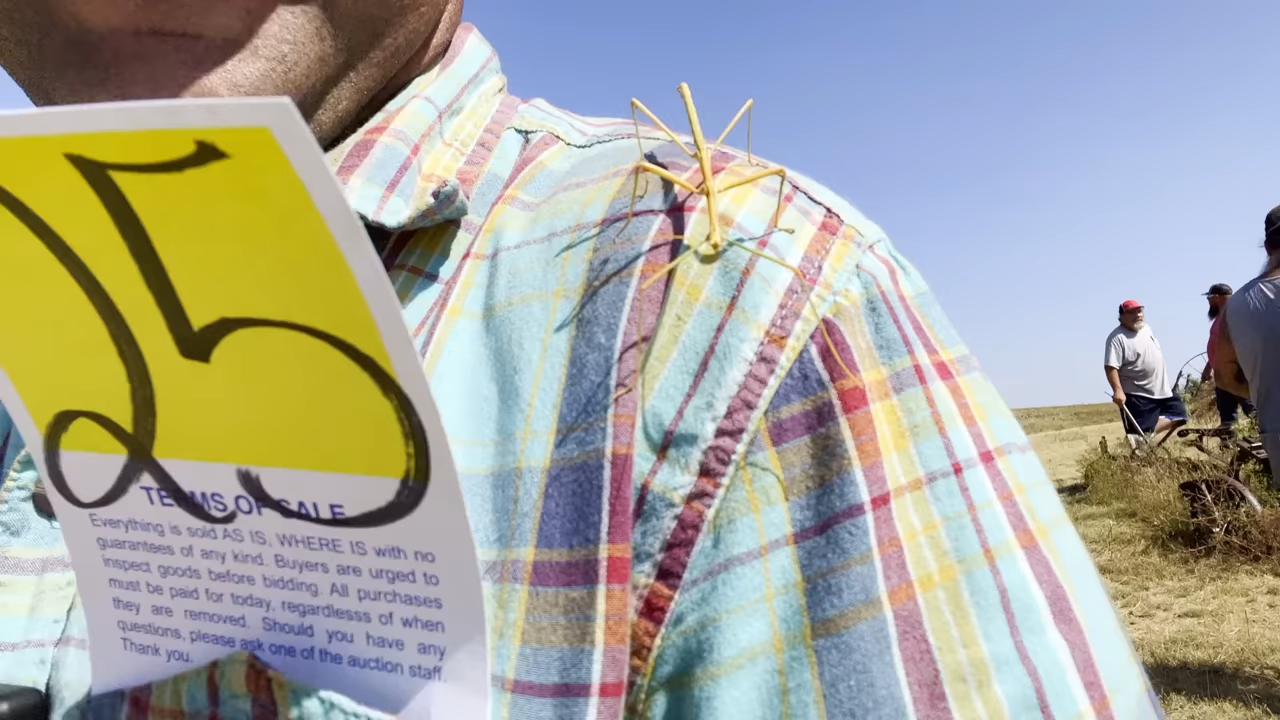 25
TERMS OF SALE
Everything is sold AS IS, WHERE IS with no
guarantees of any kind. Buyers are urged to
inspect goods before bidding. All purchases
must be paid for today, regardlesss of when
they are removed. Should you have any
questions, please ask one of the auction staff.
Thank you.